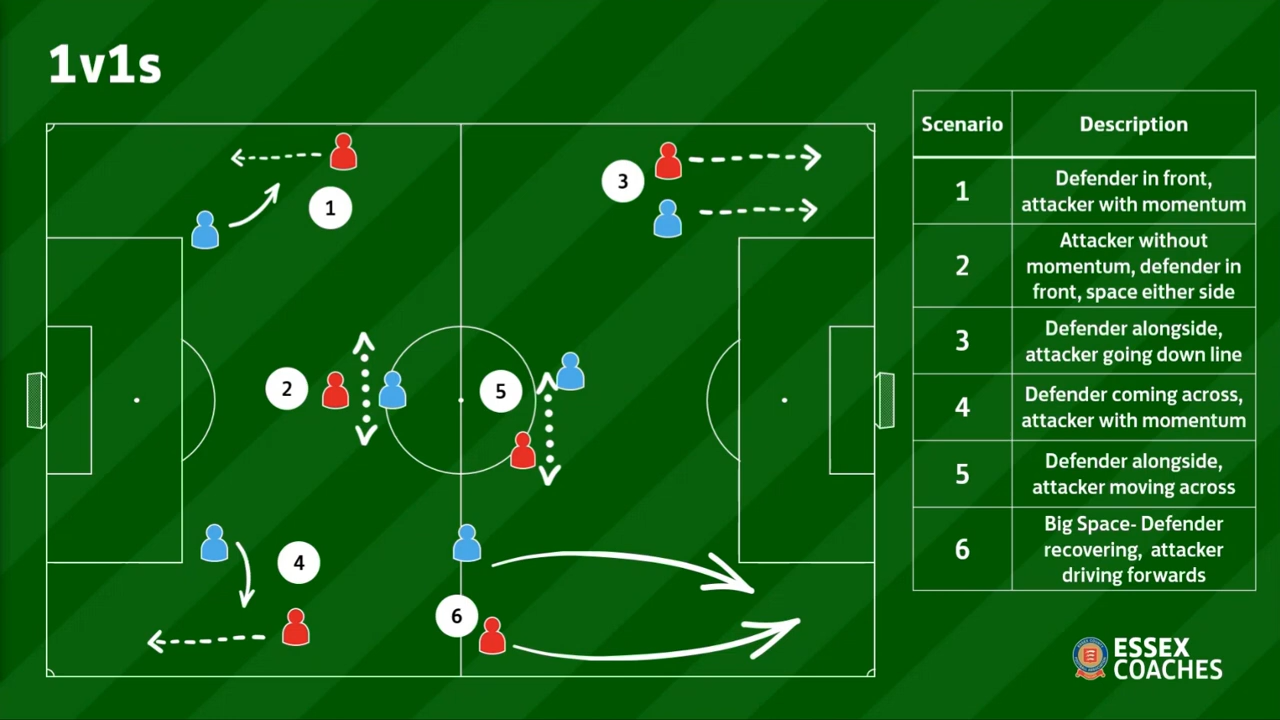 1v1s
1
3
2
5
4
6
Scenario Description
1
Defender in front,
attacker with momentum
2
Attacker without
momentum, defender in
front, space either side
3
Defender alongside,
attacker going down line
4
Defender coming across,
attacker with momentum
5
Defender alongside,
attacker moving across
6
Big Space- Defender
recovering, attacker
driving forwards
ESSEX
COACHES